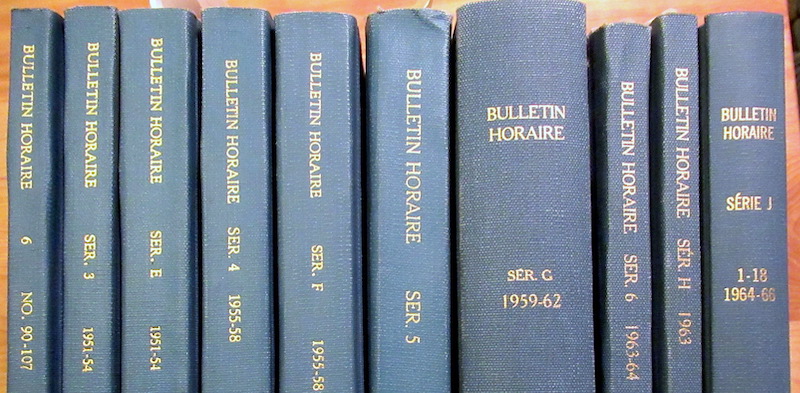 BULLETIN HORAIRE 6 NO. 90-107
BULLETIN HORAIRE SER. 3 1951-54
BULLETIN HORAIRE SER. E 1951-54
BULLETIN HORAIRE SER. 4 1955-58
BULLETIN HORAIRE SER. F 1955-58
BULLETIN HORAIRE SER. 5
BULLETIN
HORAIRE
SÉR. G
1959-62
BULLETIN HORAIRE SER. 6 1963-64
BULLETIN HORAIRE SÉR. H 1963
BULLETIN
HORAIRE
SÉRIE J
1-18
1964-66